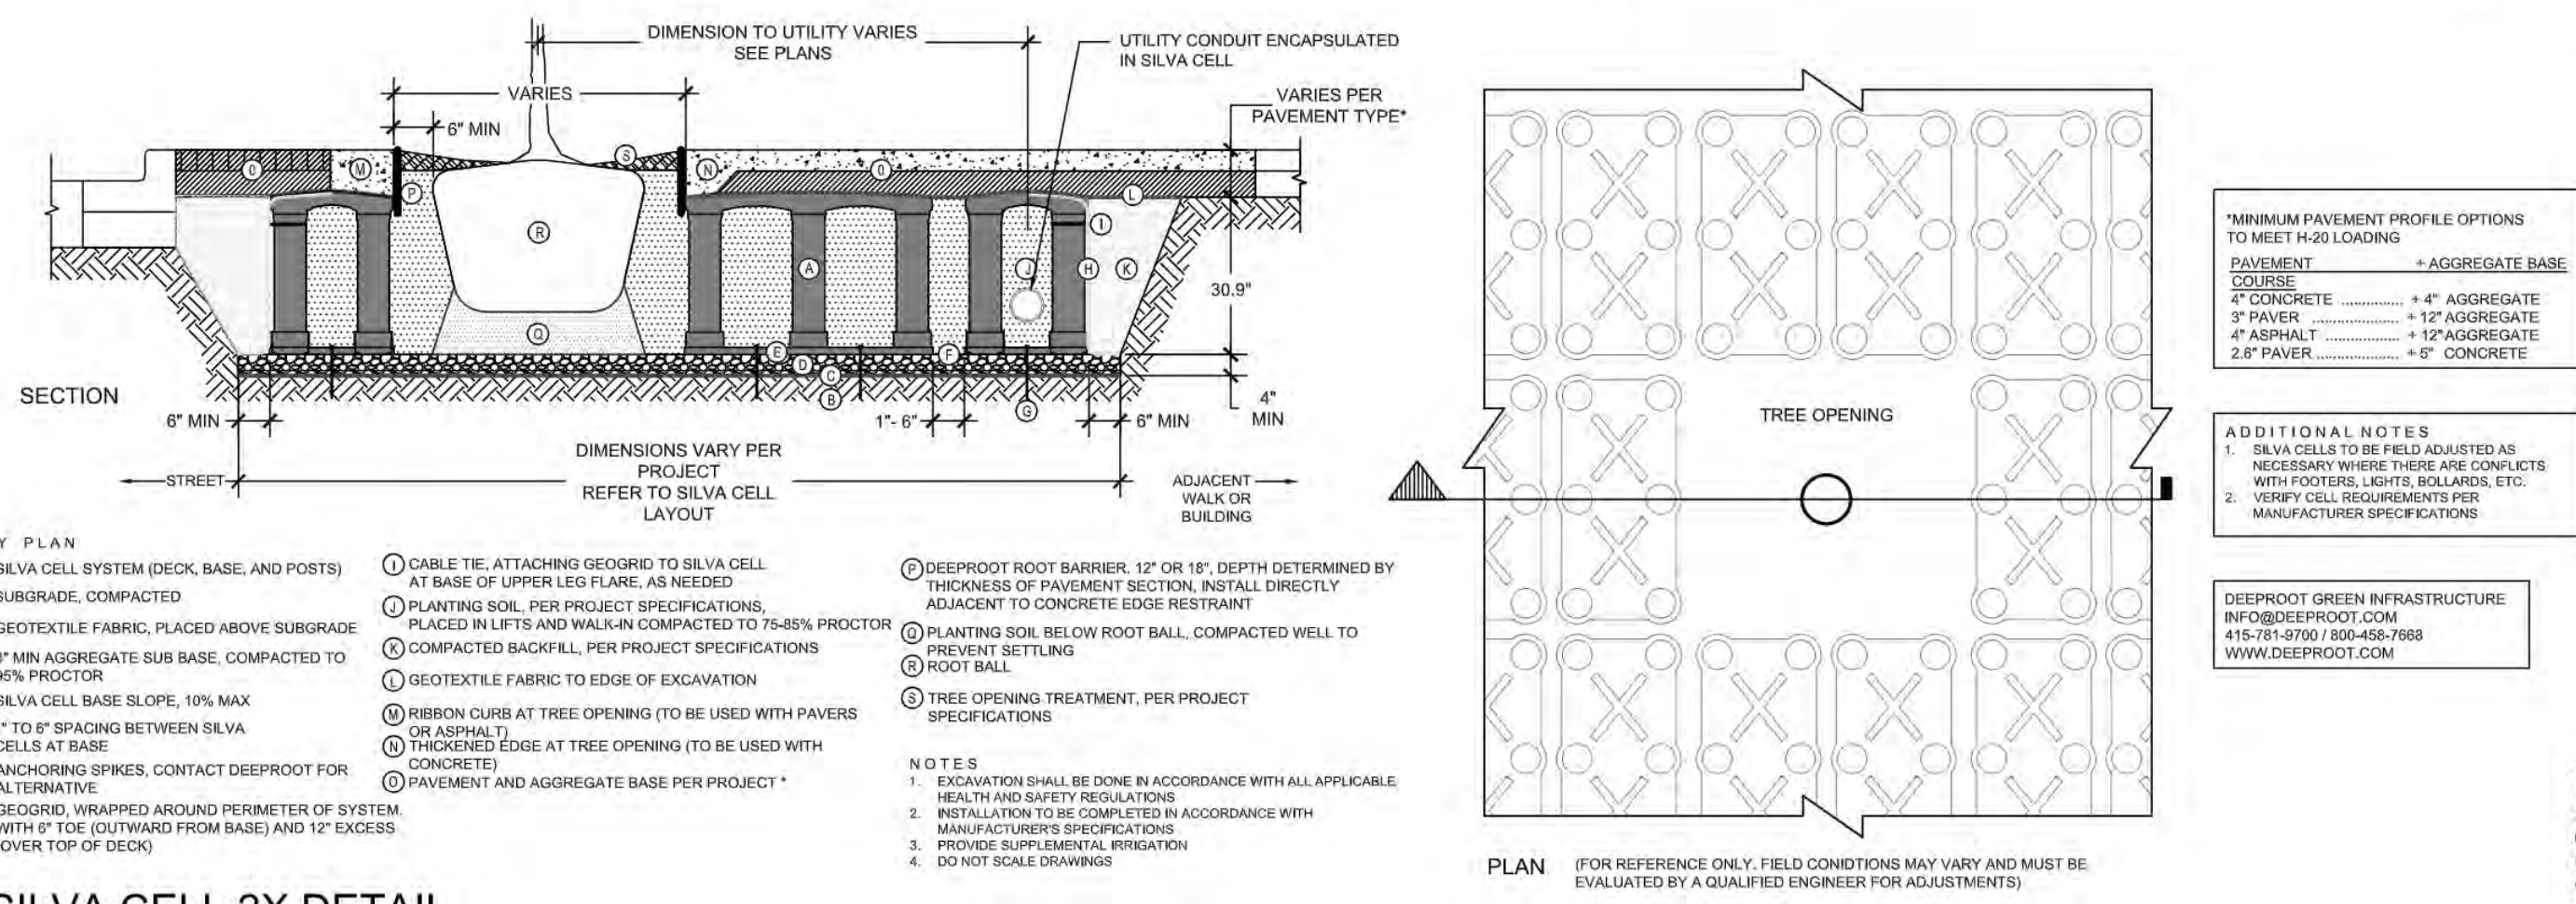 DIMENSION TO UTILITY VARIES
SEE PLANS
UTILITY CONDUIT ENCAPSULATED
IN SILVA CELL
VARIES
VARIES PER
PAVEMENT TYPE*
6" MIN
S
O
M
N
O
P
L
R
I
A
J
H
K
30.9"
Q
E
F
D
C
B
G
SECTION
4"
MIN
6" MIN
1"- 6"
6" MIN
DIMENSIONS VARY PER
PROJECT
REFER TO SILVA CELL
LAYOUT
STREET
ADJACENT
WALK OR
BUILDING
Y PLAN
SILVA CELL SYSTEM (DECK, BASE, AND POSTS)
SUBGRADE, COMPACTED
GEOTEXTILE FABRIC, PLACED ABOVE SUBGRADE
" MIN AGGREGATE SUB BASE, COMPACTED TO
95% PROCTOR
SILVA CELL BASE SLOPE, 10% MAX
" TO 6" SPACING BETWEEN SILVA
CELLS AT BASE
ANCHORING SPIKES, CONTACT DEEPROOT FOR
ALTERNATIVE
GEOGRID, WRAPPED AROUND PERIMETER OF SYSTEM.
WITH 6" TOE (OUTWARD FROM BASE) AND 12" EXCESS
(OVER TOP OF DECK)
I CABLE TIE, ATTACHING GEOGRID TO SILVA CELL
AT BASE OF UPPER LEG FLARE, AS NEEDED
J PLANTING SOIL, PER PROJECT SPECIFICATIONS,
PLACED IN LIFTS AND WALK-IN COMPACTED TO 75-85% PROCTOR
K COMPACTED BACKFILL, PER PROJECT SPECIFICATIONS
L GEOTEXTILE FABRIC TO EDGE OF EXCAVATION
M RIBBON CURB AT TREE OPENING (TO BE USED WITH PAVERS
OR ASPHALT)
N THICKENED EDGE AT TREE OPENING (TO BE USED WITH
CONCRETE)
O PAVEMENT AND AGGREGATE BASE PER PROJECT *
P DEEPROOT ROOT BARRIER. 12" OR 18", DEPTH DETERMINED BY
THICKNESS OF PAVEMENT SECTION, INSTALL DIRECTLY
ADJACENT TO CONCRETE EDGE RESTRAINT
Q PLANTING SOIL BELOW ROOT BALL, COMPACTED WELL TO
PREVENT SETTLING
R ROOT BALL
S TREE OPENING TREATMENT, PER PROJECT
SPECIFICATIONS
NOTES
1. EXCAVATION SHALL BE DONE IN ACCORDANCE WITH ALL APPLICABLE
HEALTH AND SAFETY REGULATIONS
2. INSTALLATION TO BE COMPLETED IN ACCORDANCE WITH
MANUFACTURER'S SPECIFICATIONS
3. PROVIDE SUPPLEMENTAL IRRIGATION
4. DO NOT SCALE DRAWINGS
SILVA CELL 2X DETAIL
TREE OPENING
PLAN (FOR REFERENCE ONLY. FIELD CONIDTIONS MAY VARY AND MUST BE
EVALUATED BY A QUALIFIED ENGINEER FOR ADJUSTMENTS)
*MINIMUM PAVEMENT PROFILE OPTIONS
TO MEET H-20 LOADING
PAVEMENT + AGGREGATE BASE
COURSE
4" CONCRETE ............... + 4" AGGREGATE
3" PAVER ..................... + 12" AGGREGATE
4" ASPHALT .................. + 12" AGGREGATE
2.6" PAVER .................... + 5" CONCRETE
ADDITIONAL NOTES
1. SILVA CELLS TO BE FIELD ADJUSTED AS
NECESSARY WHERE THERE ARE CONFLICTS
WITH FOOTERS, LIGHTS, BOLLARDS, ETC.
2. VERIFY CELL REQUIREMENTS PER
MANUFACTURER SPECIFICATIONS
DEEPROOT GREEN INFRASTRUCTURE
INFO@DEEPROOT.COM
415-781-9700 / 800-458-7668
WWW.DEEPROOT.COM